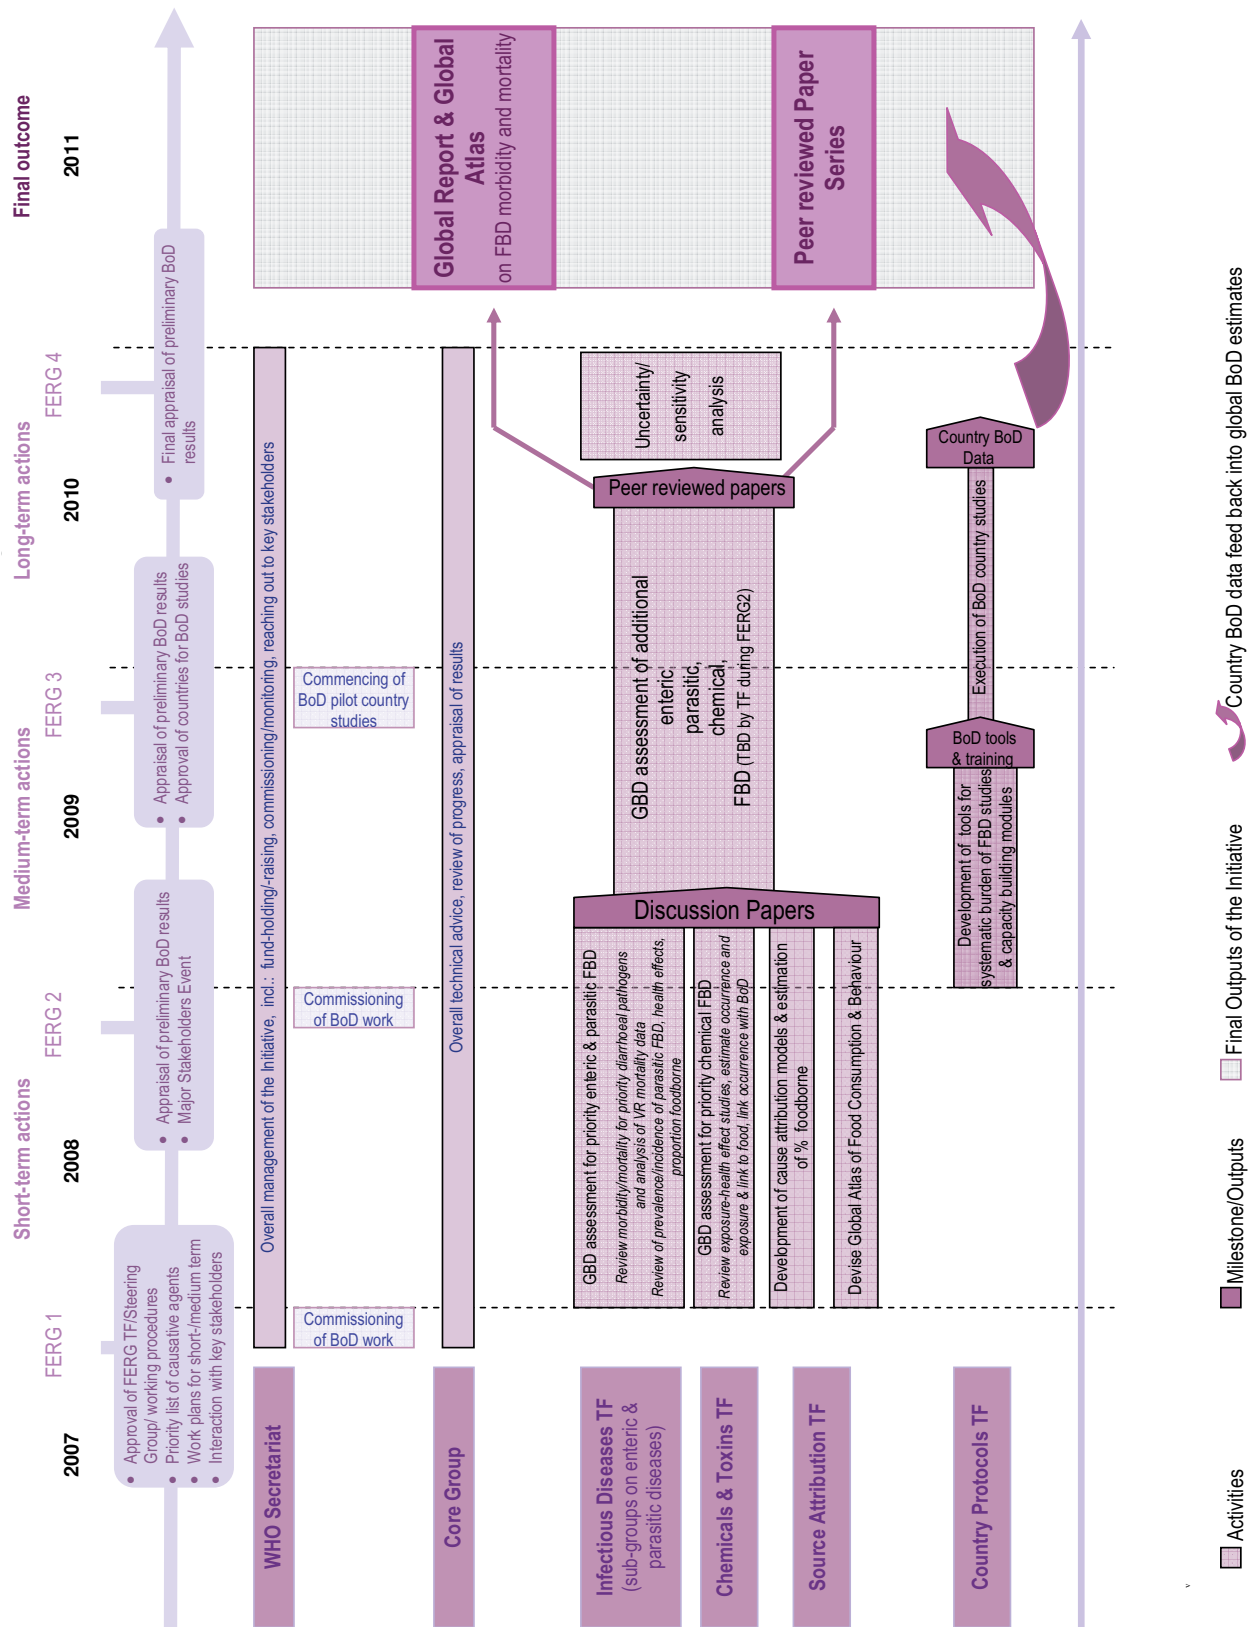 Short-term actions
Medium-term actions
Long-term actions
Final outcome
2007
2008
2009
2010
2011
FERG 1
FERG 2
FERG 3
FERG 4
• Approval of FERG TF/Steering
Group/ working procedures
• Priority list of causative agents
• Work plans for short-/medium term
• Interaction with key stakeholders
• Appraisal of preliminary BoD results
• Major Stakeholders Event
• Appraisal of preliminary BoD results
• Approval of countries for BoD studies
• Final appraisal of preliminary BoD
results
WHO Secretariat
Overall management of the Initiative, incl.: fund-holding/-raising, commissioning/monitoring, reaching out to key stakeholders
Commissioning
of BoD work
Commissioning
of BoD work
Commencing of
BoD pilot country
studies
Core Group
Overall technical advice, review of progress, appraisal of results
Infectious Diseases TF
(sub-groups on enteric &
parasitic diseases)
GBD assessment for priority enteric & parasitic FBD
Review morbidity/mortality for priority diarrhoeal pathogens
and analysis of VR mortality data
Review of prevalence/incidence of parasitic FBD, health effects,
proportion foodborne
Chemicals & Toxins TF
GBD assessment for priority chemical FBD
Review exposure-health effect studies, estimate occurrence and
exposure & link to food, link occurrence with BoD
Source Attribution TF
Development of cause attribution models & estimation
of % foodborne
Devise Global Atlas of Food Consumption & Behaviour
Discussion Papers
GBD assessment of additional
enteric,
parasitic,
chemical,
FBD (TBD by TF during FERG2)
Peer reviewed papers
Uncertainty/
sensitivity
analysis
Global Report & Global
Atlas
on FBD morbidity and mortality
Peer reviewed Paper
Series
Country Protocols TF
Development of tools for
systematic burden of FBD studies
& capacity building modules
BoD tools
& training
Execution of BoD country studies
Country BoD
Data
v
Activities
Milestone/Outputs
Final Outputs of the Initiative
Country BoD data feed back into global BoD estimates